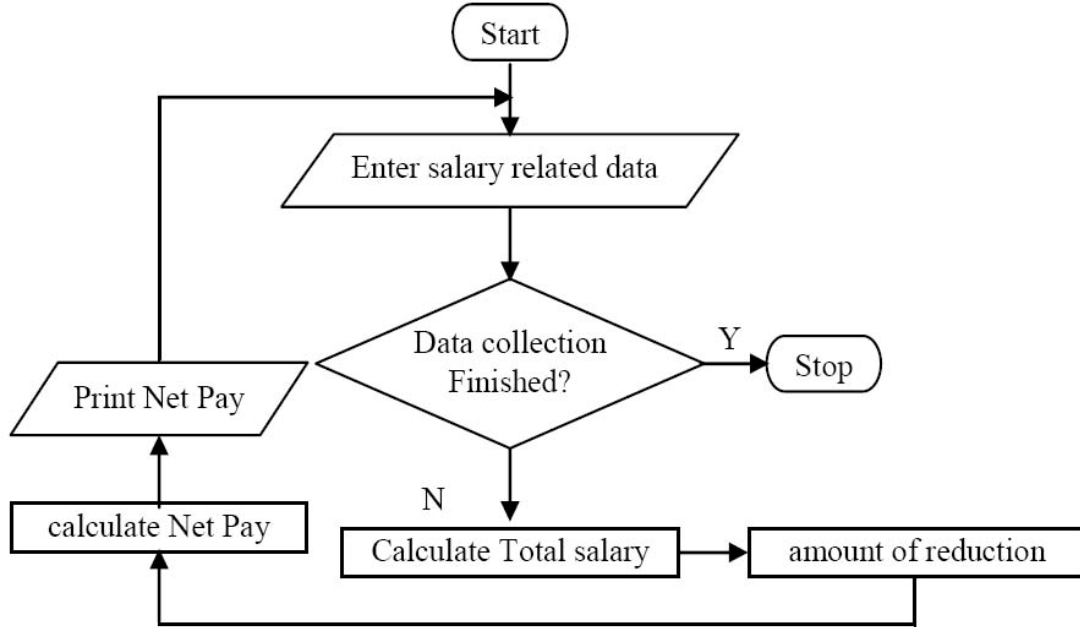 Start
Enter salary related data
Data collection
Finished?
Y
Stop
N
Calculate Total salary
amount of reduction
calculate Net Pay
Print Net Pay